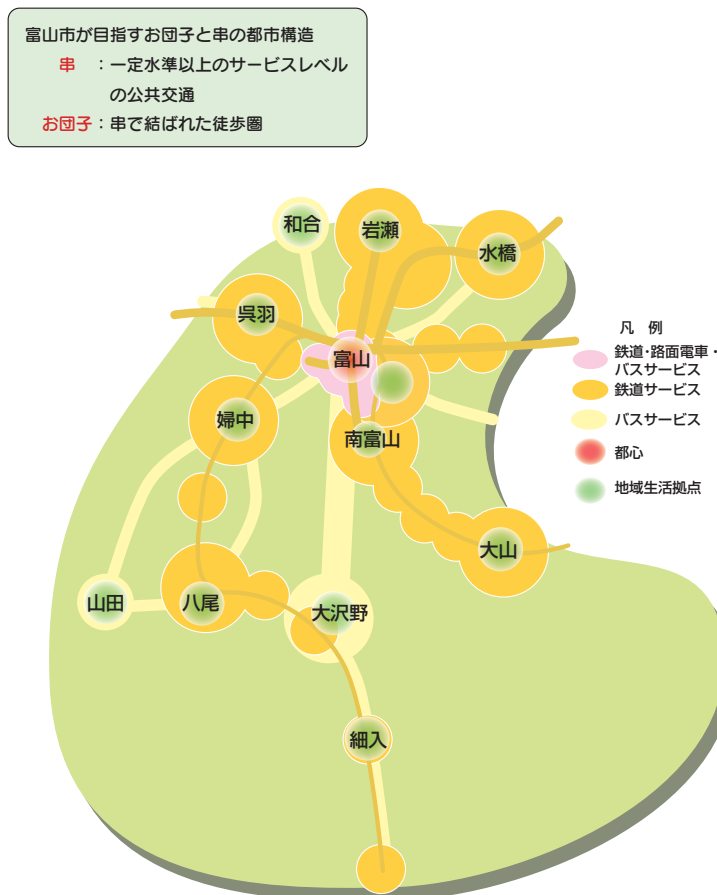 富山市が目指すお団子と串の都市構造
串　：一定水準以上のサービスレベル
の公共交通
お団子：串で結ばれた徒歩圏
和合
岩瀬
水橋
呉羽
富山
凡　例
鉄道・路面電車・
バスサービス
鉄道サービス
バスサービス
都心
地域生活拠点
婦中
南富山
大山
山田
八尾
大沢野
細入